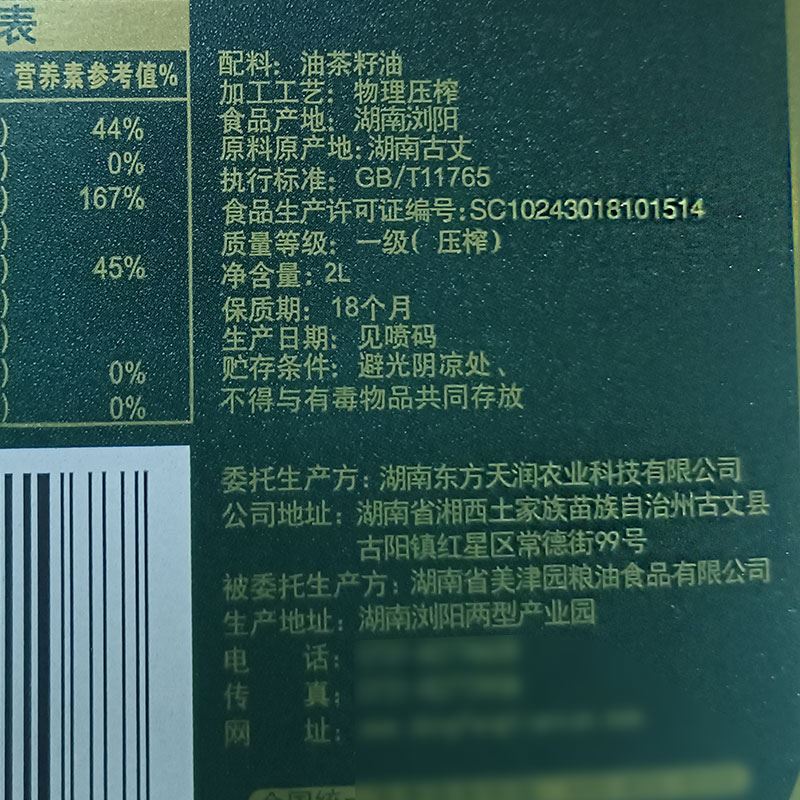 表
营养素参考值%
44%
0%
167%
45%
0%
0%
配料：油茶籽油
加工工艺：物理压榨
食品产地：湖南浏阳
原料原产地：湖南古丈
执行标准：GB/T11765
食品生产许可证编号：SC10243018101514
质量等级：一级（压榨）
净含量：2L
保质期：18个月
生产日期：见喷码
贮存条件：避光阴凉处、
不得与有毒物品共同存放
委托生产方：湖南东方天润农业科技有限公司
公司地址：湖南省湘西土家族苗族自治州古丈县
古阳镇红星区常德街99号
被委托生产方：湖南省美津园粮油食品有限公司
生产地址：湖南浏阳两型产业园
电 话：
传 真：
网 址：